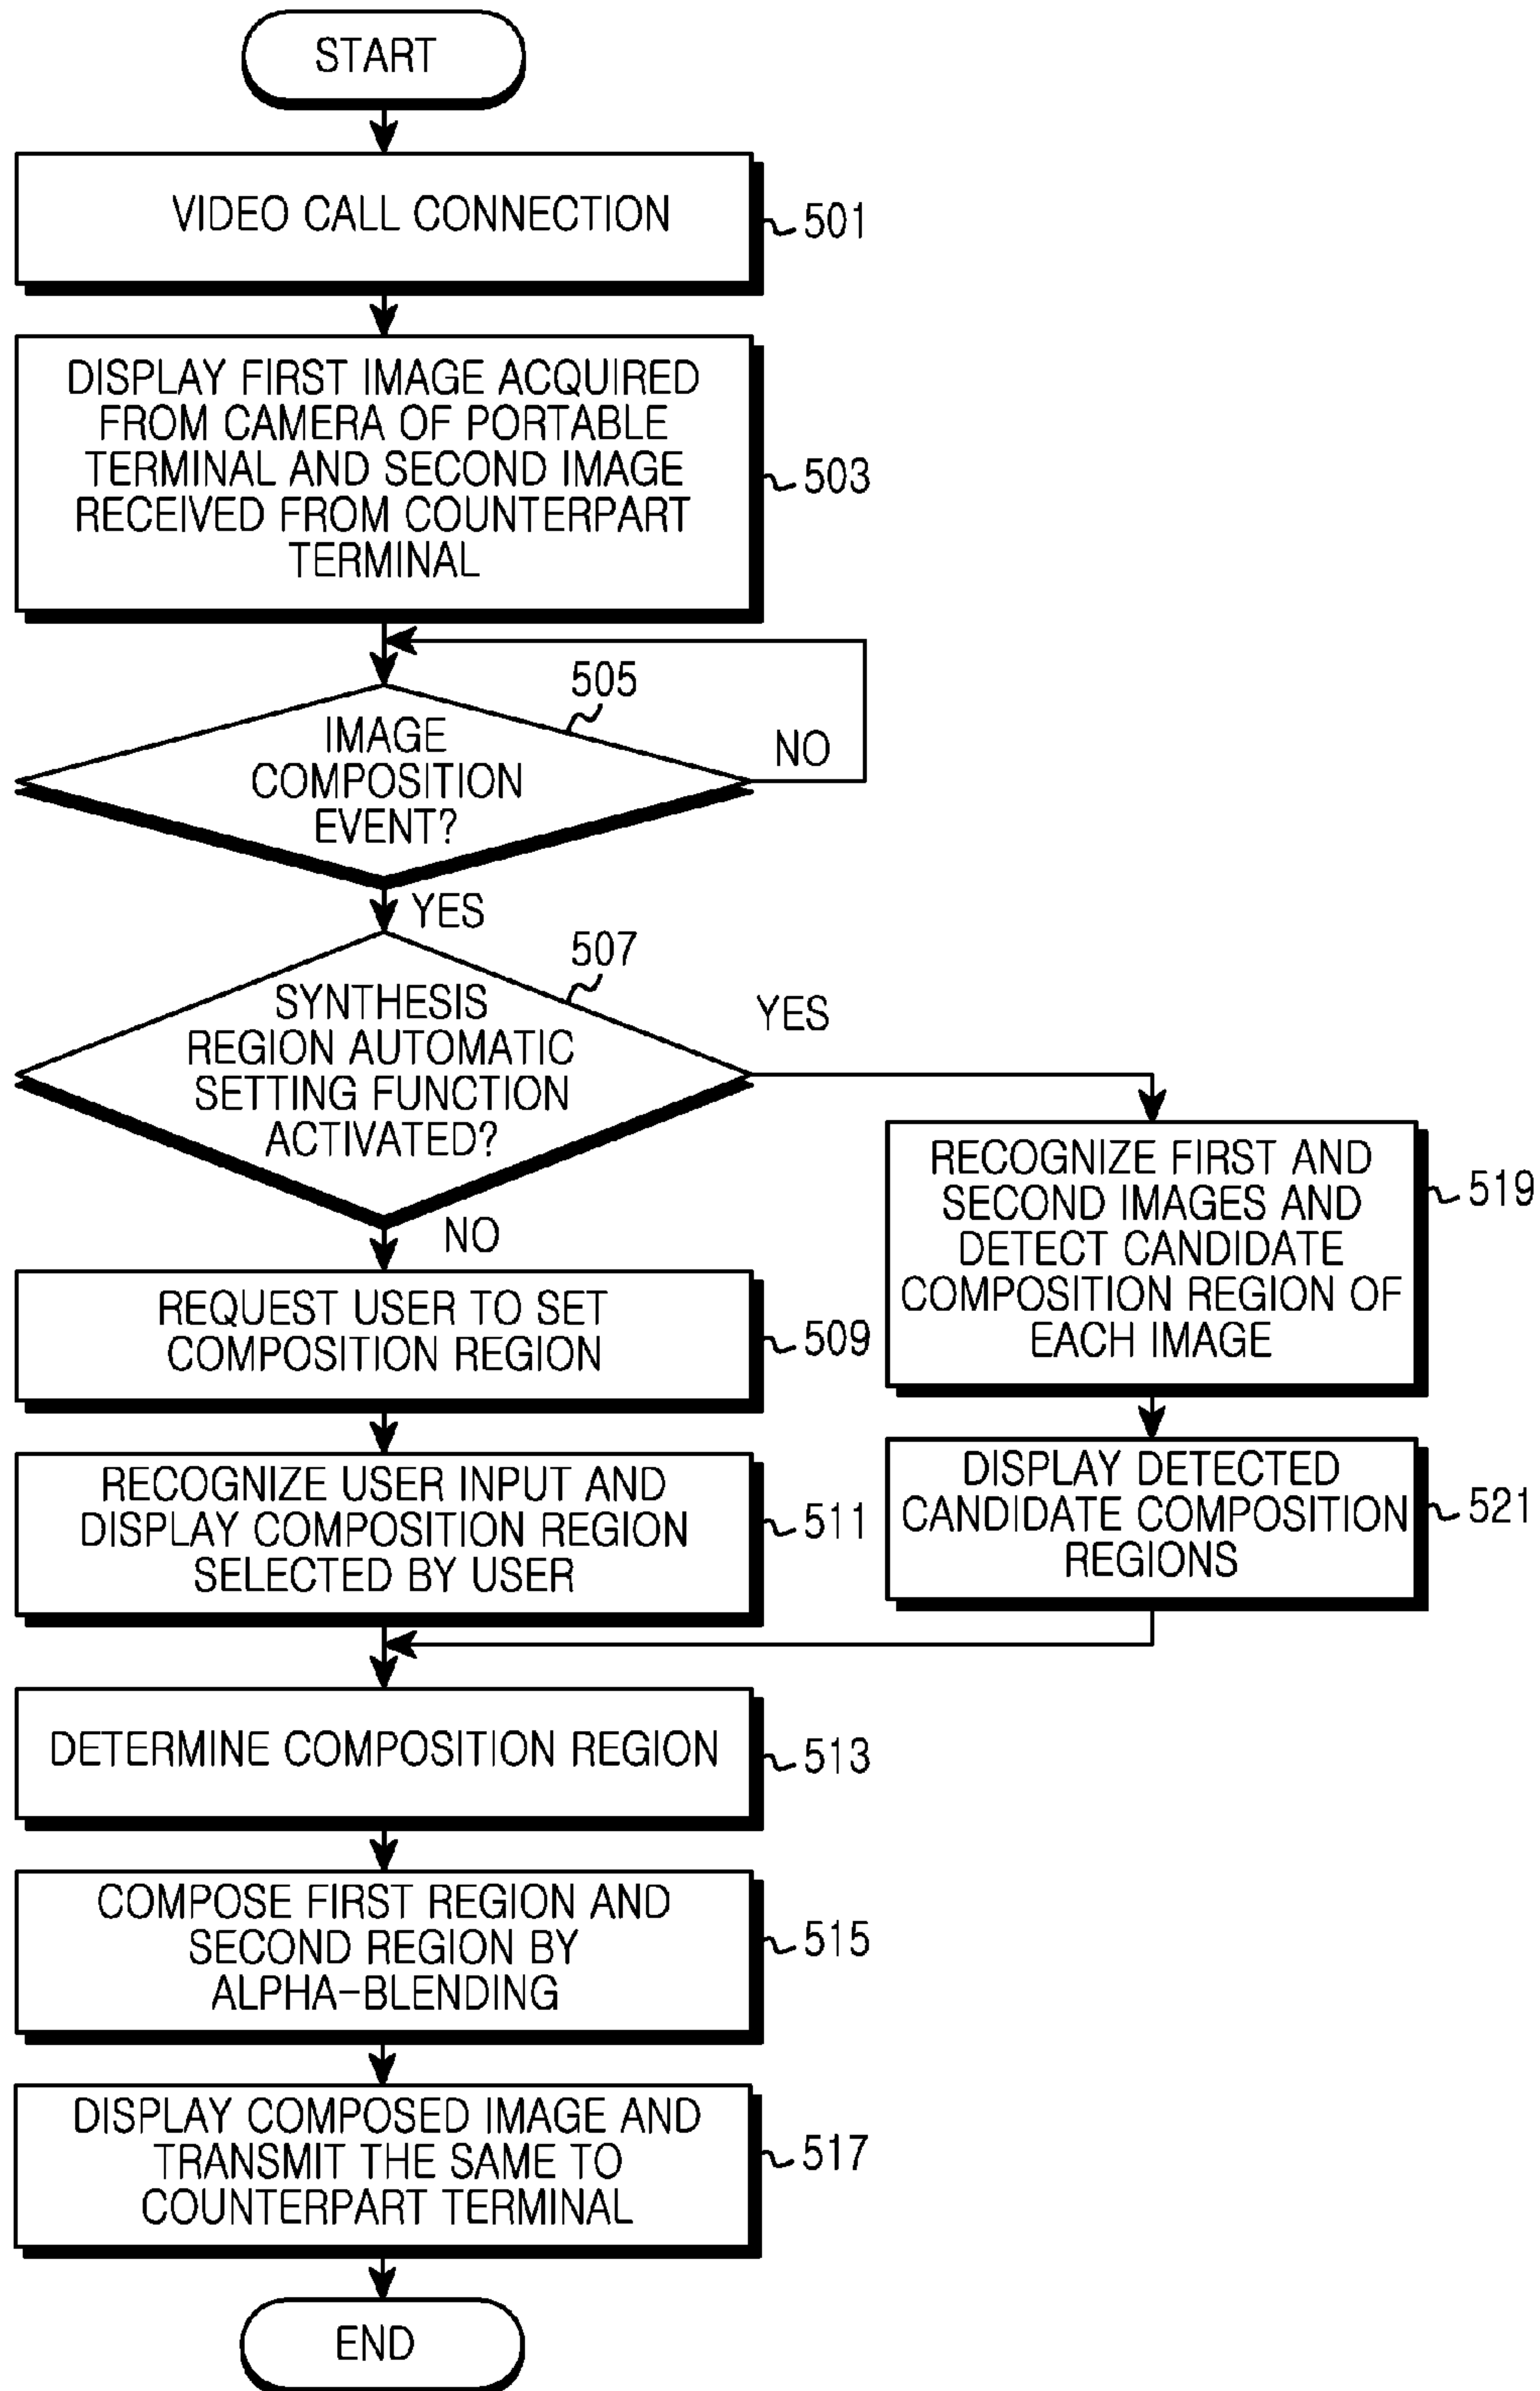 START
VIDEO CALL CONNECTION
501
DISPLAY FIRST IMAGE ACQUIRED
FROM CAMERA OF PORTABLE
TERMINAL AND SECOND IMAGE
RECEIVED FROM COUNTERPART
TERMINAL
503
505
IMAGE
COMPOSITION
EVENT?
NO
YES
507
SYNTHESIS
REGION AUTOMATIC
SETTING FUNCTION
ACTIVATED?
YES
NO
RECOGNIZE FIRST AND
SECOND IMAGES AND
DETECT CANDIDATE
COMPOSITION REGION OF
EACH IMAGE
519
REQUEST USER TO SET
COMPOSITION REGION
509
RECOGNIZE USER INPUT AND
DISPLAY COMPOSITION REGION
SELECTED BY USER
511
DISPLAY DETECTED
CANDIDATE COMPOSITION
REGIONS
521
DETERMINE COMPOSITION REGION
513
COMPOSE FIRST REGION AND
SECOND REGION BY
ALPHA-BLENDING
515
DISPLAY COMPOSED IMAGE AND
TRANSMIT THE SAME TO
COUNTERPART TERMINAL
517
END